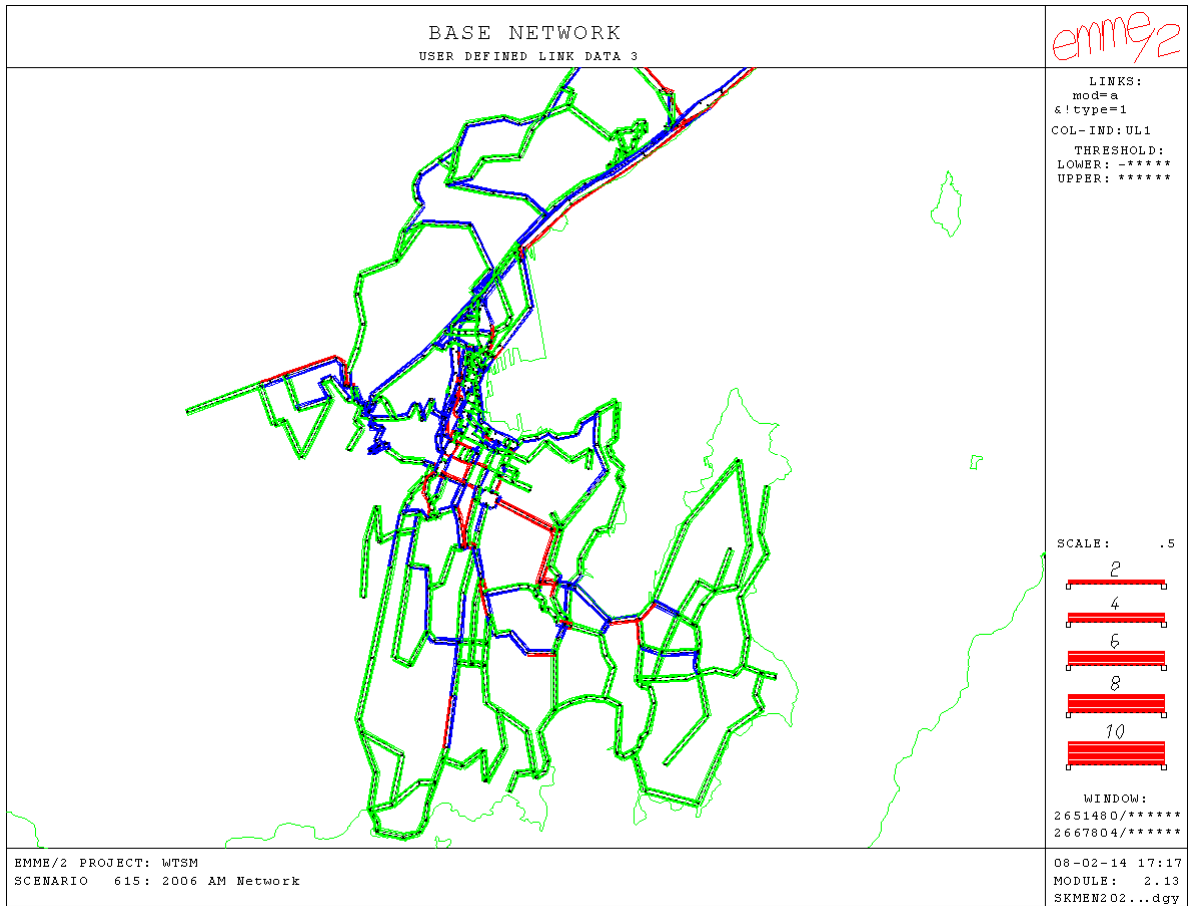 BASE NETWORK
USER DEFINED LINK DATA 3
emme/2
LINKS:
mod=a
&!type=1
COL-IND:UL1
THRESHOLD:
LOWER: -*****
UPPER: ******
SCALE: .5
2
4
6
8
10
WINDOW:
2651480/******
2667804/******
EMME/2 PROJECT: WTSM
SCENARIO 615: 2006 AM Network
08-02-14 17:17
MODULE: 2.13
SKMEN202...dgy